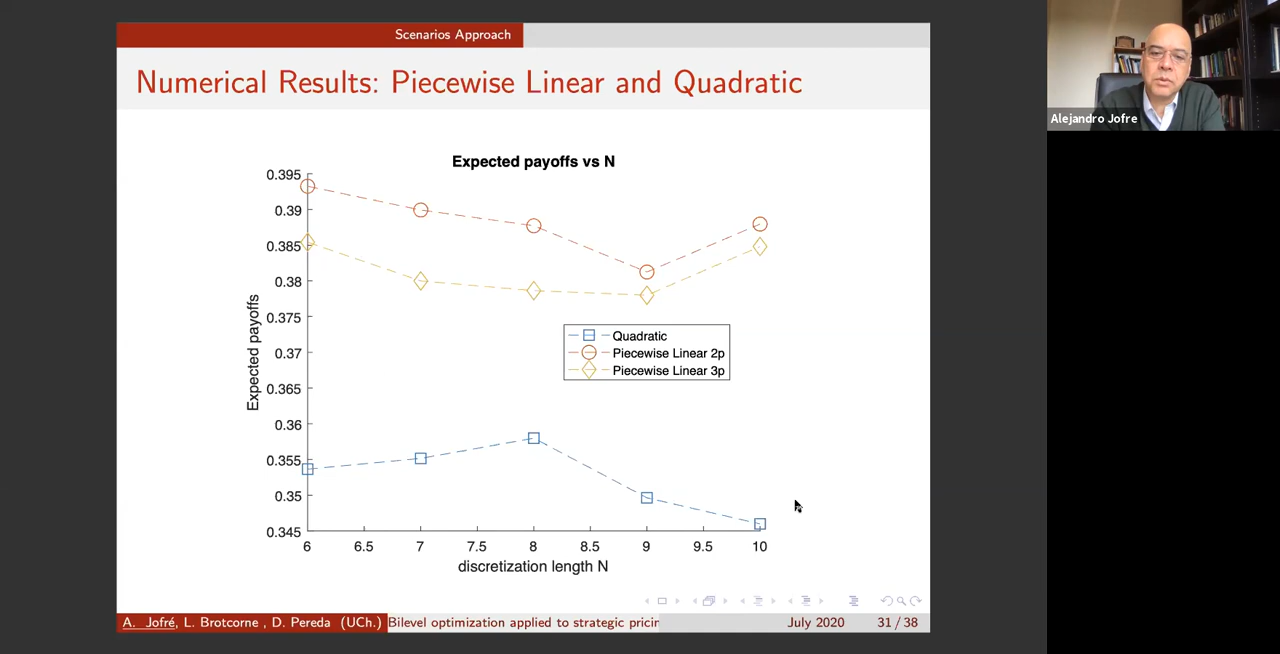 Scenarios Approach
Numerical Results: Piecewise Linear and Quadratic
Alejandro Jofre
Expected payoffs vs N
0.395
0.39
0.385
0.38
0.375
0.37
0.365
0.36
0.355
0.35
0.345
Expected payoffs
Quadratic
Piecewise Linear 2p
Piecewise Linear 3p
6 6.5 7 7.5 8 8.5 9 9.5 10
discretization length N
A. Jofré, L. Brotcorne , D. Pereda (UCh.) Bilevel optimization applied to strategic pricin July 2020 31 / 38